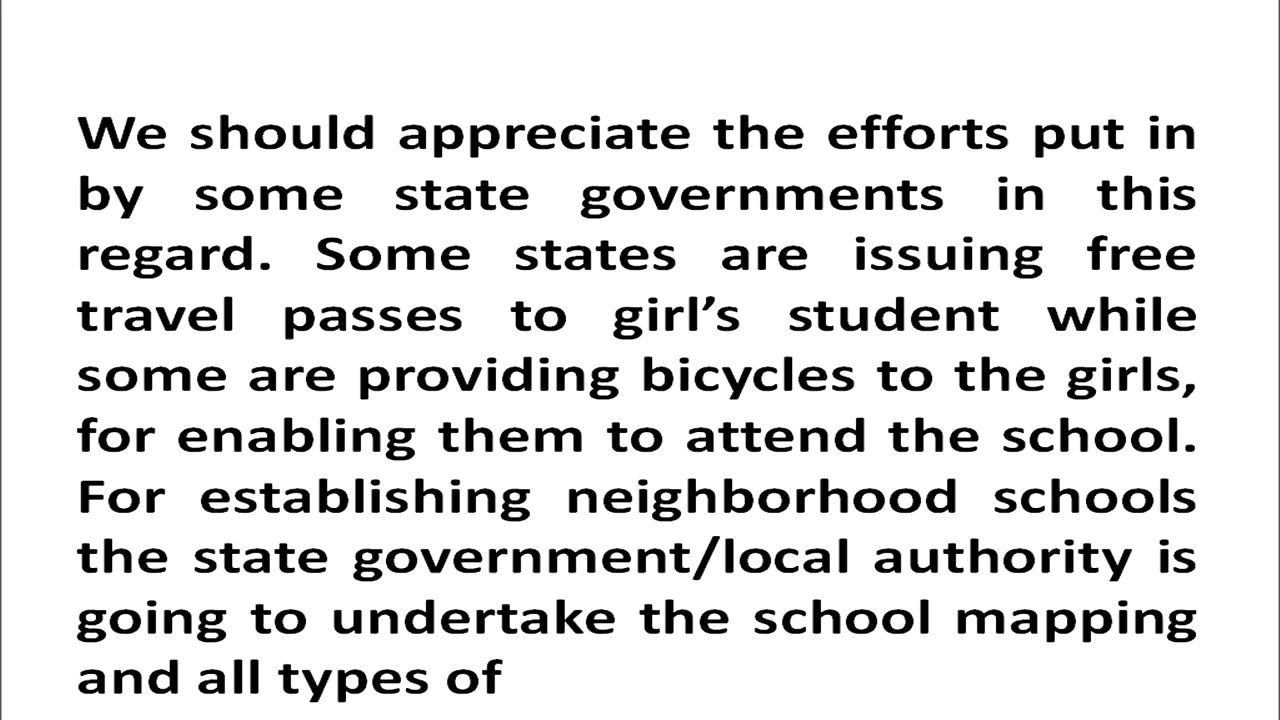 We should appreciate the efforts put in
by some state governments in this
regard. Some states are issuing free
travel passes to girl’s student while
some are providing bicycles to the girls,
for enabling them to attend the school.
For establishing neighborhood schools
the state government/local authority is
going to undertake the school mapping
and all types of